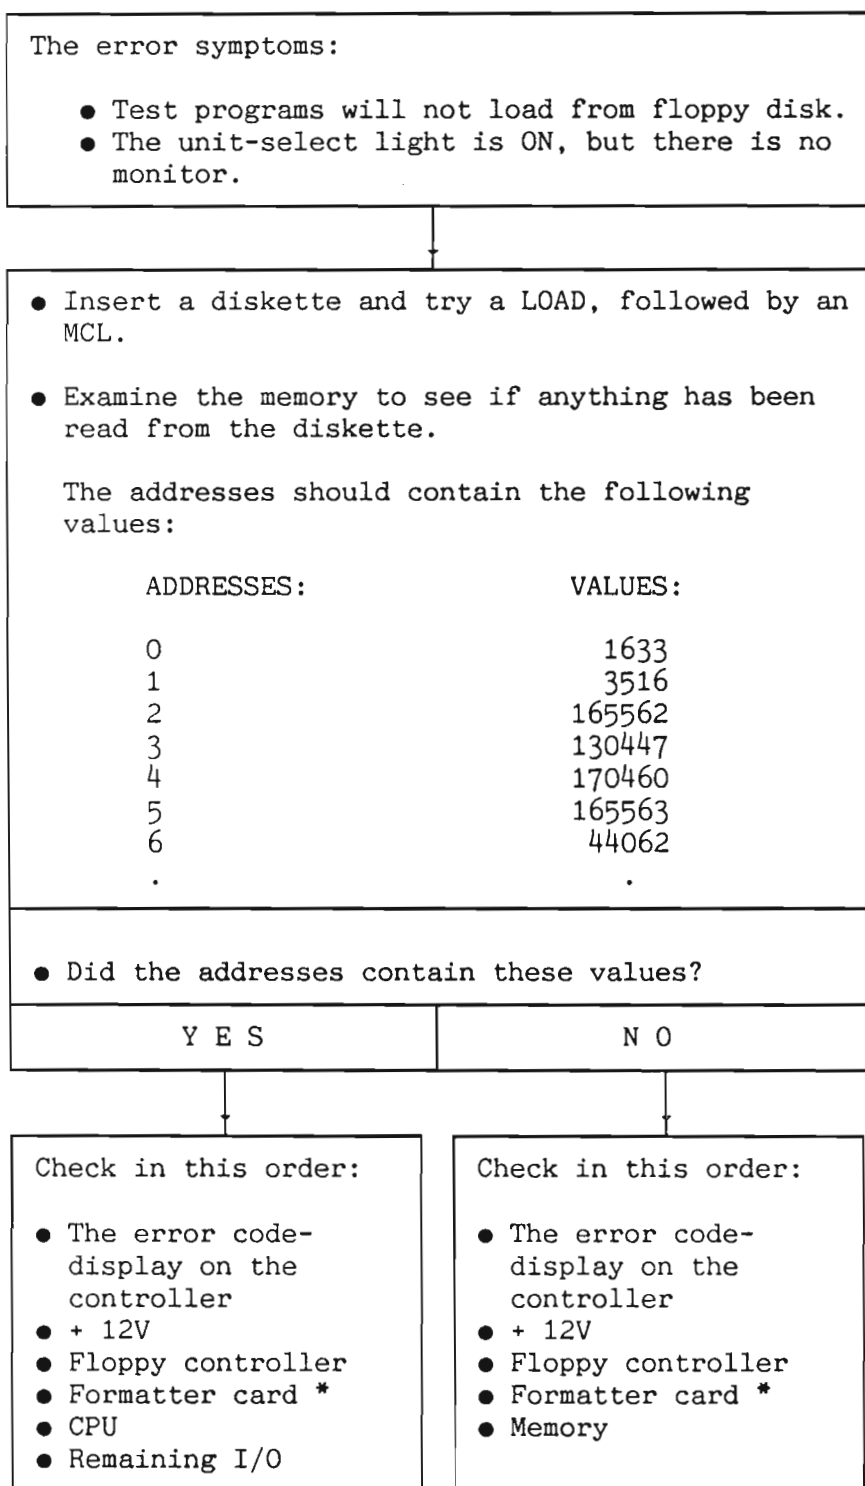 The error symptoms:
● Test programs will not load from floppy disk.
● The unit-select light is ON, but there is no
monitor.
● Insert a diskette and try a LOAD, followed by an
MCL.
● Examine the memory to see if anything has been
read from the diskette.
The addresses should contain the following
values:
ADDRESSES: VALUES:
0 1633
1 3516
2 165562
3 130447
4 170460
5 165563
6 44062
. .
● Did the addresses contain these values?
Y E S N O
Check in this order:
● The error code-
display on the
controller
● + 12V
● Floppy controller
● Formatter card *
● CPU
● Remaining I/O
Check in this order:
● The error code-
display on the
controller
● + 12V
● Floppy controller
● Formatter card *
● Memory